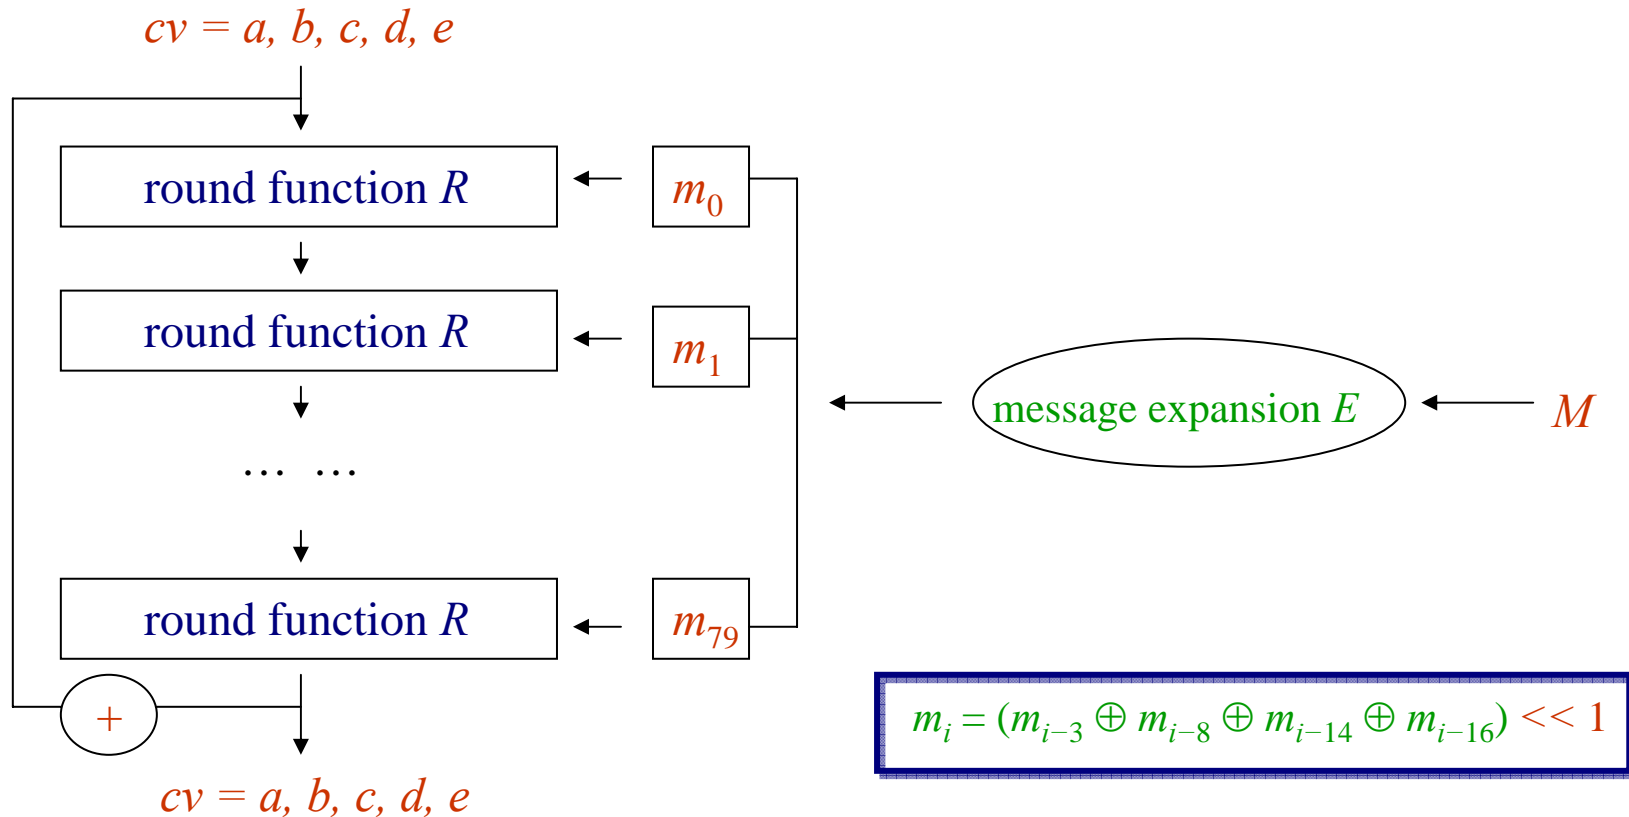 cv = a, b, c, d, e
round function R
m₀
round function R
m₁
message expansion E
M
… …
round function R
m₇₉
+
mᵢ = (mᵢ₋₃ ⊕ mᵢ₋₈ ⊕ mᵢ₋₁₄ ⊕ mᵢ₋₁₆) << 1
cv = a, b, c, d, e